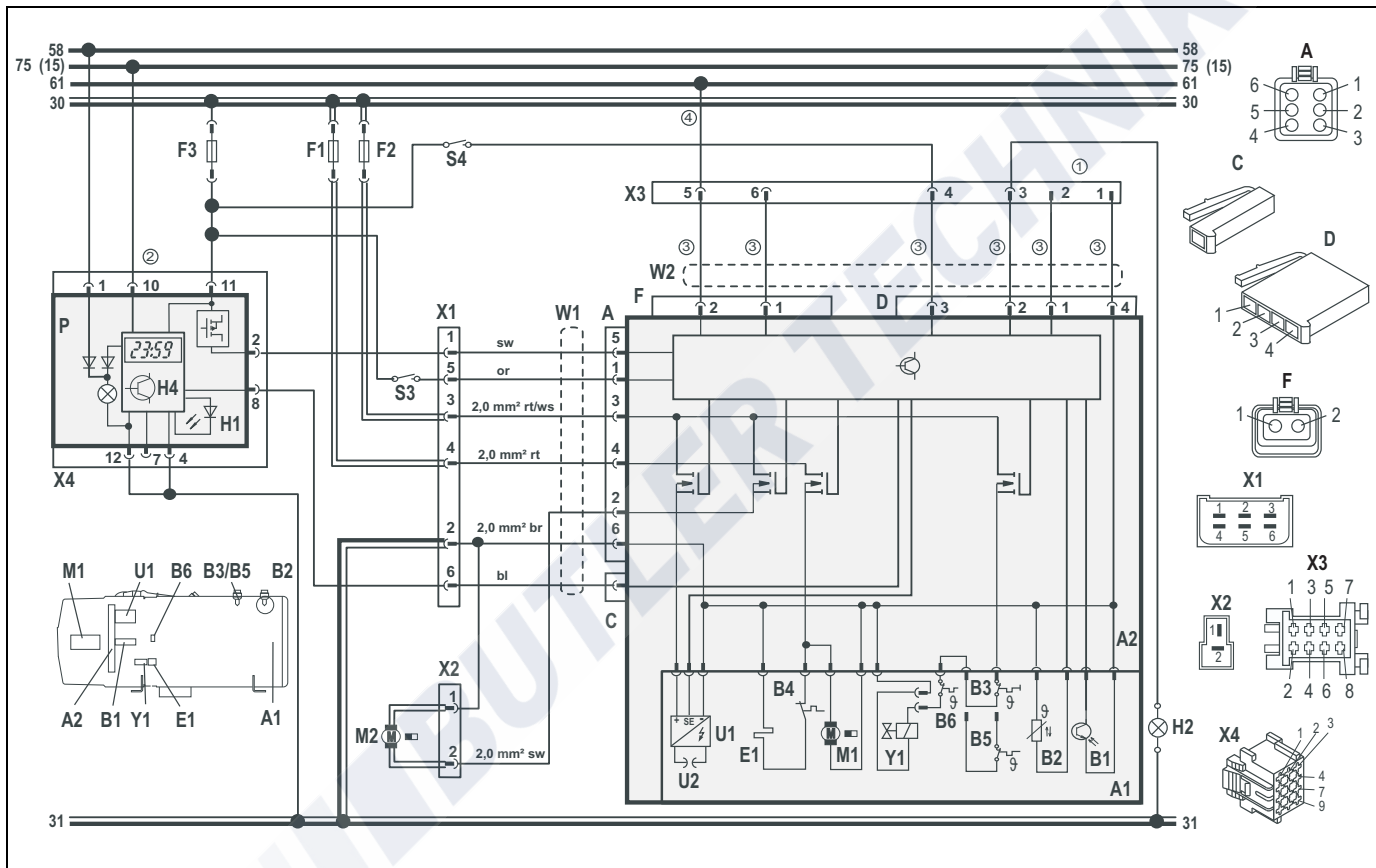 58
58
75 (15)
75 (15)
61
61
30
30
A
6
1
5
2
4
3
F3
F1
F2
S4
4
1
X3
5
6
4
3
2
1
C
2
3
3
3
3
3
3
W2
D
1
2
3
4
1
10
11
P
23:59
H4
H1
2
8
12
7
4
X4
X1
W1
A
F
2
1
D
3
2
1
4
1
sw
5
5
or
1
S3
3
2,0 mm² rt/ws
3
4
2,0 mm² rt
4
2
2
2,0 mm² br
6
6
bl
C
F
1
2
X1
1
2
3
4
5
6
X3
1
3
5
7
2
4
6
8
X2
1
2
M1
U1
B6
B3/B5
B2
A2
B1
Y1
E1
A1
X2
1
M2
M
2
2,0 mm² sw
A2
+ SE -
U1
U2
E1
B4
M
M1
Y1
B6
B3
ϑ
ϑ
B5
ϑ
ϑ
B2
B1
A1
H2
X4
1
2
3
4
7
9
31
31
BUTLER TECHNIK